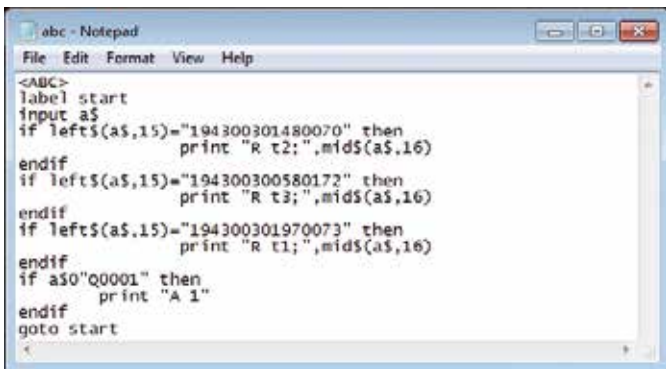 abc - Notepad
File Edit Format View Help
<ABC>
label start
input a$
if left$(a$,15)="194300301480070" then
print "R t2;",mid$(a$,16)
endif
if left$(a$,15)="194300300580172" then
print "R t3;",mid$(a$,16)
endif
if left$(a$,15)="194300301970073" then
print "R t1;",mid$(a$,16)
endif
if a$0"Q0001" then
print "A 1"
endif
goto start